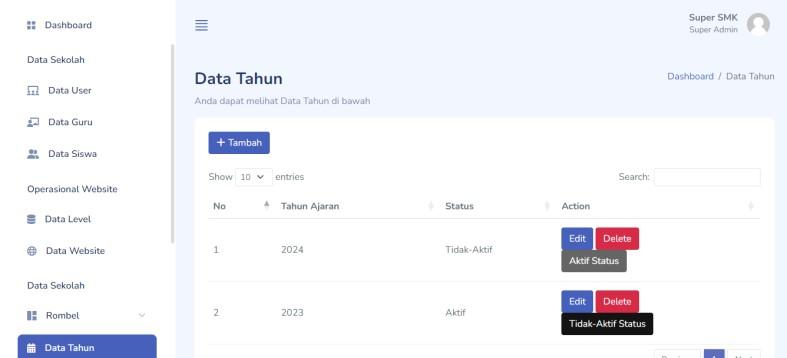 Dashboard
Data Sekolah
Data User
Data Guru
Data Siswa
Operasional Website
Data Level
Data Website
Data Sekolah
Rombel
Data Tahun
Super SMK
Super Admin
Data Tahun
Dashboard / Data Tahun
Anda dapat melihat Data Tahun di bawah
+ Tambah
Show 10 entries
Search:
No Tahun Ajaran Status Action
1 2024 Tidak-Aktif Edit Delete
Aktif Status
2 2023 Aktif Edit Delete
Tidak-Aktif Status